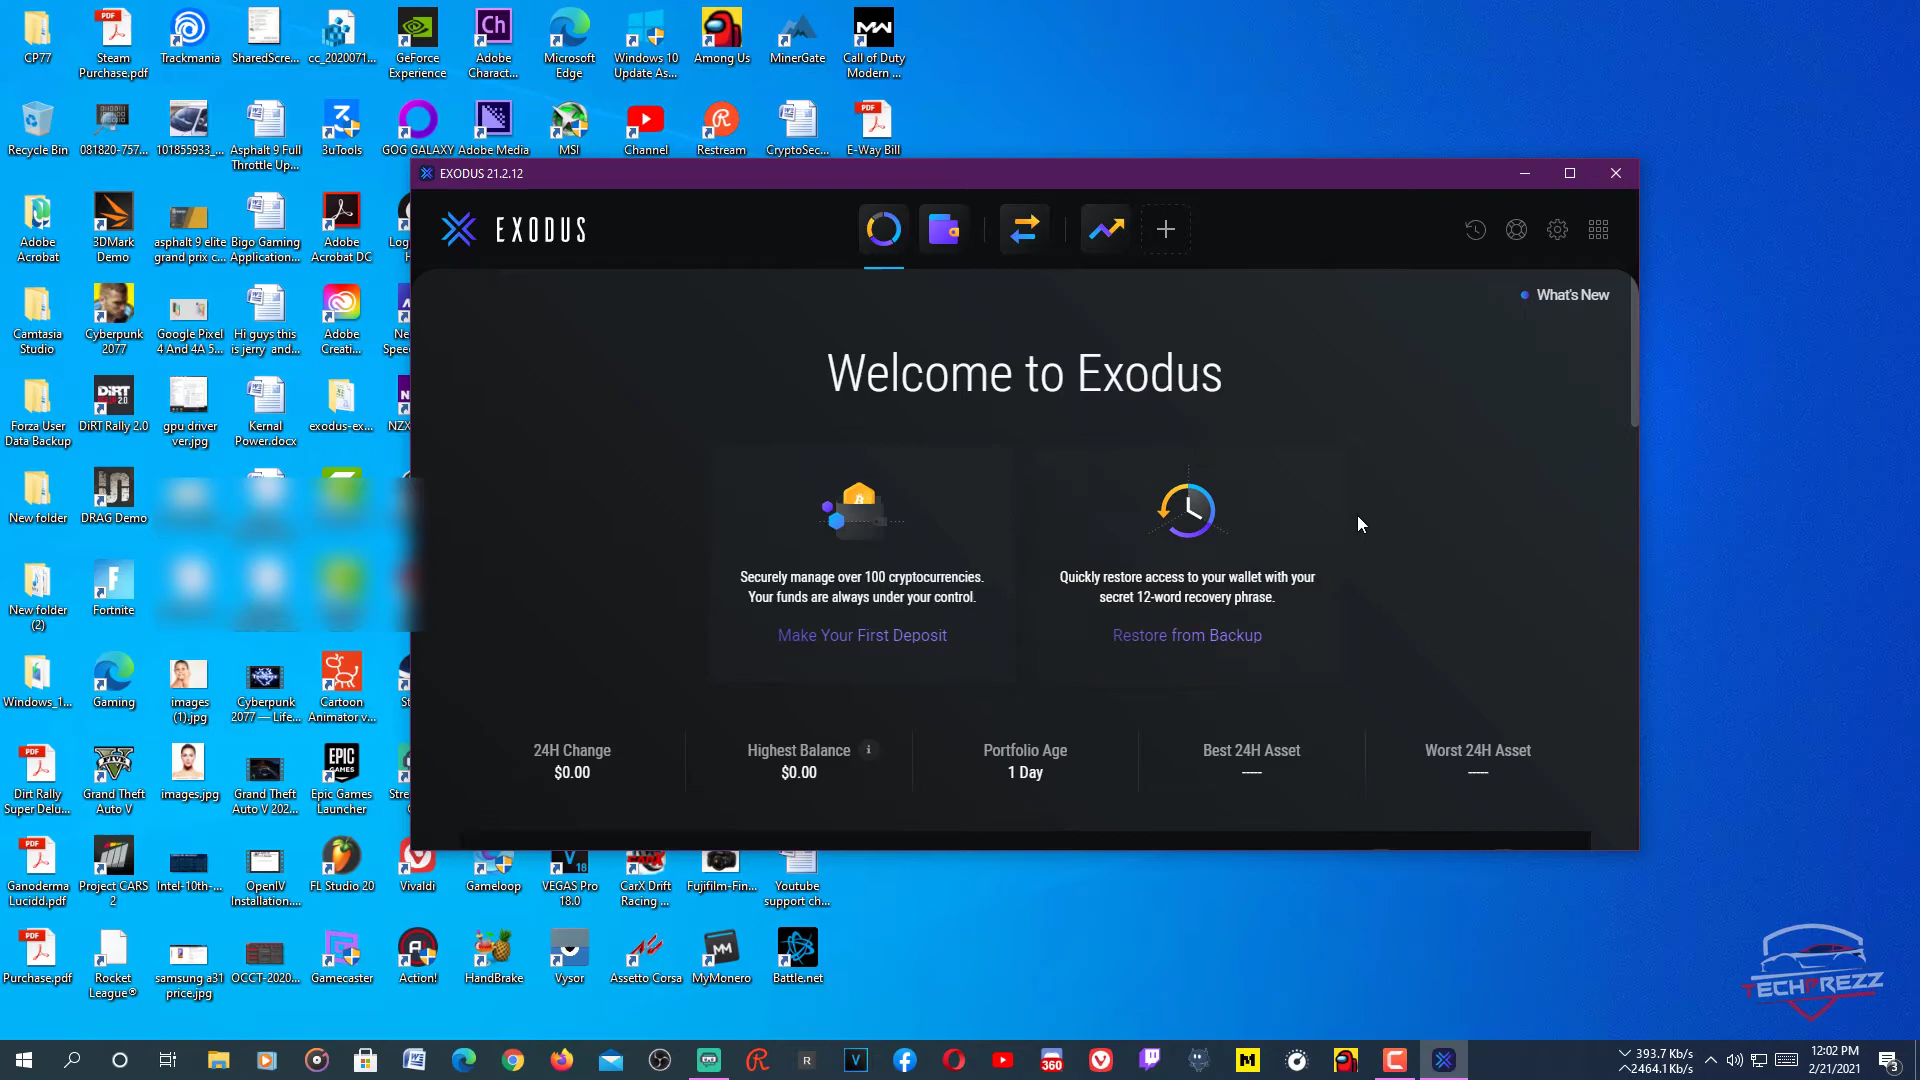 CP77
Steam
Purchase.pdf
Trackmania
SharedScre...
cc_2020071...
GeForce
Experience
Adobe
Charact...
Microsoft
Edge
Windows 10
Update As...
Among Us
MinerGate
Call of Duty
Modern ...
Recycle Bin
081820-757...
101855933_...
Asphalt 9 Full
Throttle Up...
3uTools
GOG GALAXY
Adobe Media
MSI
Channel
Restream
CryptoSec...
E-Way Bill
Adobe
Acrobat
3DMark
Demo
asphalt 9 elite
grand prix c...
Bigo Gaming
Application...
Adobe
Acrobat DC
Camtasia
Studio
Cyberpunk
2077
Google Pixel
4 And 4A 5...
Hi guys this
is jerry and...
Adobe
Creati...
Forza User
Data Backup
DiRT Rally 2.0
gpu driver
ver.jpg
Kernal
Power.docx
exodus-ex...
New folder
DRAG Demo
New folder
(2)
Fortnite
Windows_1...
Gaming
images
(1).jpg
Cyberpunk
2077 — Life...
Cartoon
Animator v...
Dirt Rally
Super Delu...
Grand Theft
Auto V
images.jpg
Grand Theft
Auto V 202...
Epic Games
Launcher
Ganoderma
Lucidd.pdf
Project CARS
2
Intel-10th-...
OpenIV
Installation....
FL Studio 20
Vivaldi
Gameloop
VEGAS Pro
18.0
CarX Drift
Racing ...
Fujifilm-Fin...
Youtube
support ch...
Purchase.pdf
Rocket
League®
samsung a31
price.jpg
OCCT-2020...
Gamecaster
Action!
HandBrake
Vysor
Assetto Corsa
MyMonero
Battle.net
EXODUS 21.2.12
EXODUS
What's New
Welcome to Exodus
Securely manage over 100 cryptocurrencies.
Your funds are always under your control.
Make Your First Deposit
Quickly restore access to your wallet with your
secret 12-word recovery phrase.
Restore from Backup
24H Change
$0.00
Highest Balance
$0.00
Portfolio Age
1 Day
Best 24H Asset
-----
Worst 24H Asset
-----
TECHPREZZ
393.7 Kb/s
2464.1Kb/s
12:02 PM
2/21/2021
3